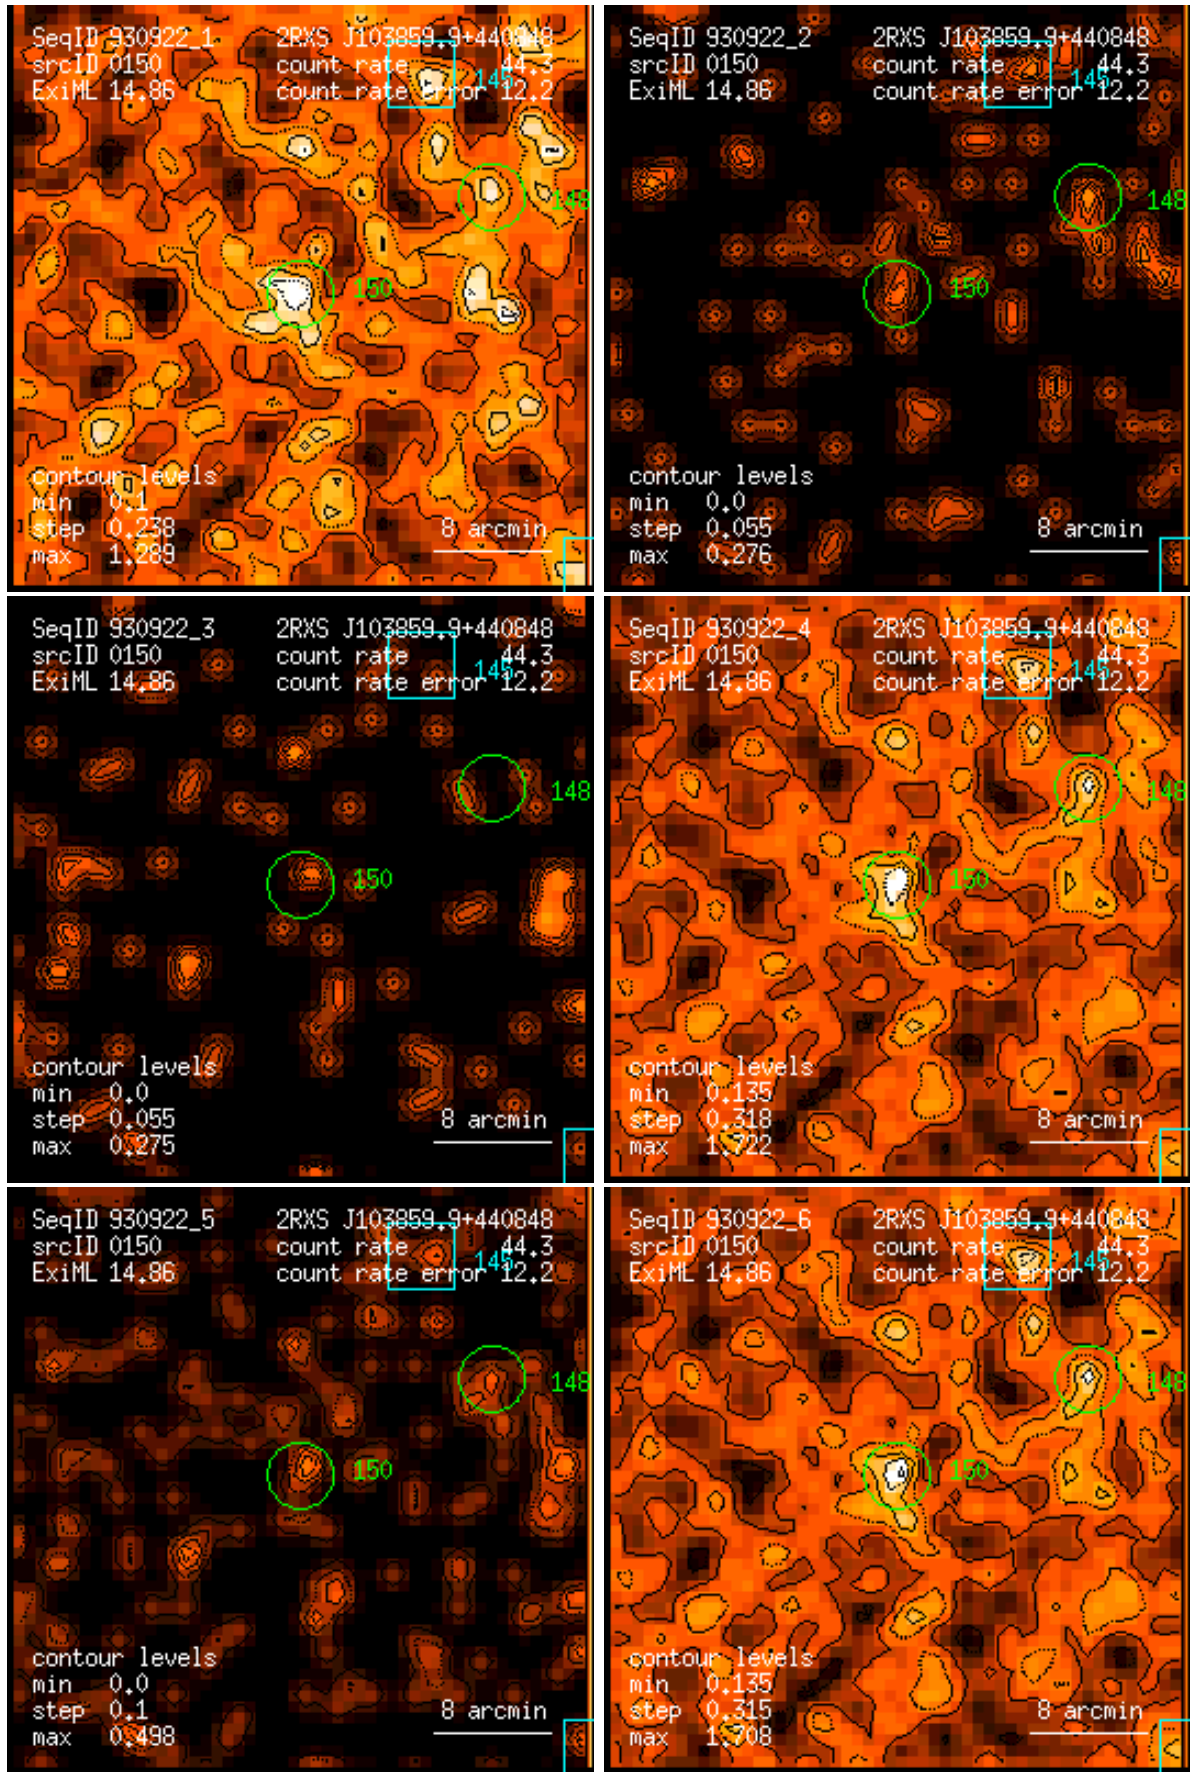 SeqID 930922_1 2RXS J103859.9+440848
srcID 0150 count rate 44.3
ExiML 14.86 count rate error 12.2
145
148
150
contour levels
min 0.1
step 0.238
max 1.289
8 arcmin
SeqID 930922_2 2RXS J103859.9+440848
srcID 0150 count rate 44.3
ExiML 14.86 count rate error 12.2
145
148
150
contour levels
min 0.0
step 0.055
max 0.276
8 arcmin
SeqID 930922_3 2RXS J103859.9+440848
srcID 0150 count rate 44.3
ExiML 14.86 count rate error 12.2
145
148
150
contour levels
min 0.0
step 0.055
max 0.275
8 arcmin
SeqID 930922_4 2RXS J103859.9+440848
srcID 0150 count rate 44.3
ExiML 14.86 count rate error 12.2
145
148
150
contour levels
min 0.135
step 0.318
max 1.722
8 arcmin
SeqID 930922_5 2RXS J103859.9+440848
srcID 0150 count rate 44.3
ExiML 14.86 count rate error 12.2
145
148
150
contour levels
min 0.0
step 0.1
max 0.498
8 arcmin
SeqID 930922_6 2RXS J103859.9+440848
srcID 0150 count rate 44.3
ExiML 14.86 count rate error 12.2
145
148
150
contour levels
min 0.135
step 0.315
max 1.708
8 arcmin